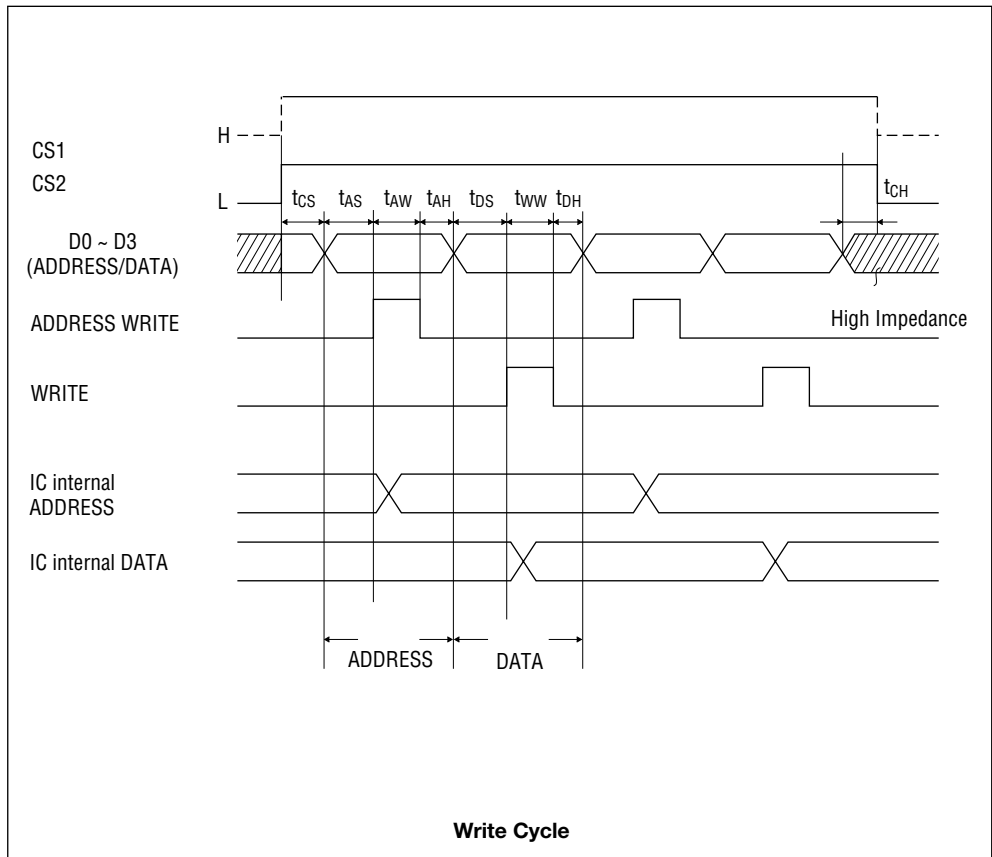 H
CS1
CS2
L
tCS tAS tAW tAH tDS tWW tDH
tCH
D0 ~ D3
(ADDRESS/DATA)
ADDRESS WRITE
High Impedance
WRITE
IC internal
ADDRESS
IC internal DATA
ADDRESS DATA
Write Cycle